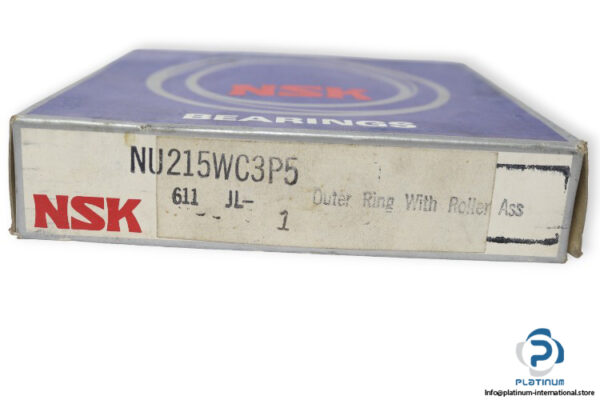 NSK
BEARINGS
NU215WC3P5
611 JL- Outer Ring With Roller Ass
1
NSK
PLATINUM
Info@platinum-international.store